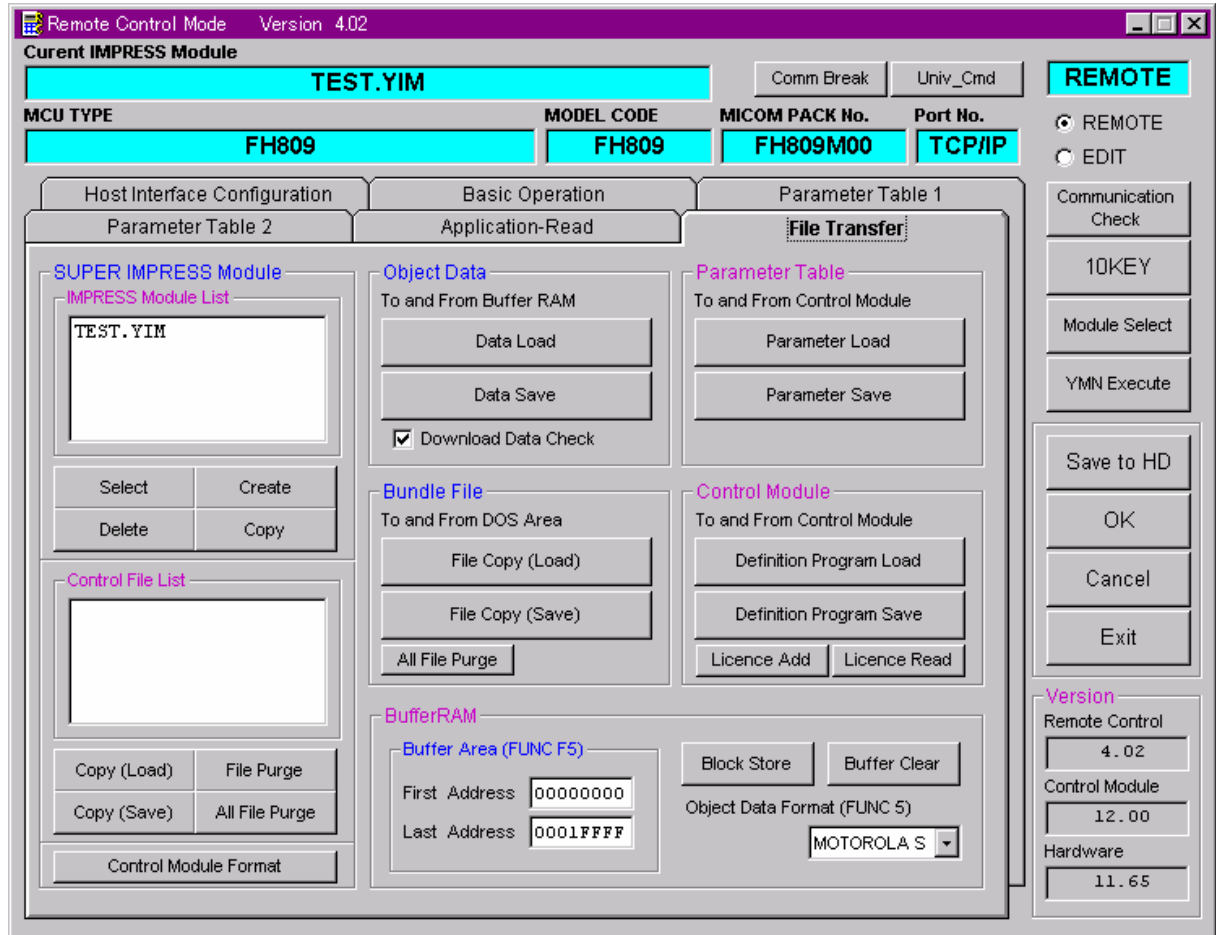 Remote Control Mode Version 4.02
Curent IMPRESS Module
TEST.YIM
Comm Break
Univ_Cmd
REMOTE
MCU TYPE
MODEL CODE
MICOM PACK No.
Port No.
FH809
FH809
FH809M00
TCP/IP
REMOTE
EDIT
Host Interface Configuration
Basic Operation
Parameter Table 1
Parameter Table 2
Application-Read
File Transfer
SUPER IMPRESS Module
IMPRESS Module List
TEST.YIM
Select
Create
Delete
Copy
Control File List
Copy (Load)
File Purge
Copy (Save)
All File Purge
Control Module Format
Object Data
To and From Buffer RAM
Data Load
Data Save
Download Data Check
Parameter Table
To and From Control Module
Parameter Load
Parameter Save
Bundle File
To and From DOS Area
File Copy (Load)
File Copy (Save)
All File Purge
Control Module
To and From Control Module
Definition Program Load
Definition Program Save
Licence Add
Licence Read
BufferRAM
Buffer Area (FUNC F5)
First Address 00000000
Last Address 0001FFFF
Block Store
Buffer Clear
Object Data Format (FUNC 5)
MOTOROLA S
Communication
Check
10KEY
Module Select
YMN Execute
Save to HD
OK
Cancel
Exit
Version
Remote Control
4.02
Control Module
12.00
Hardware
11.65